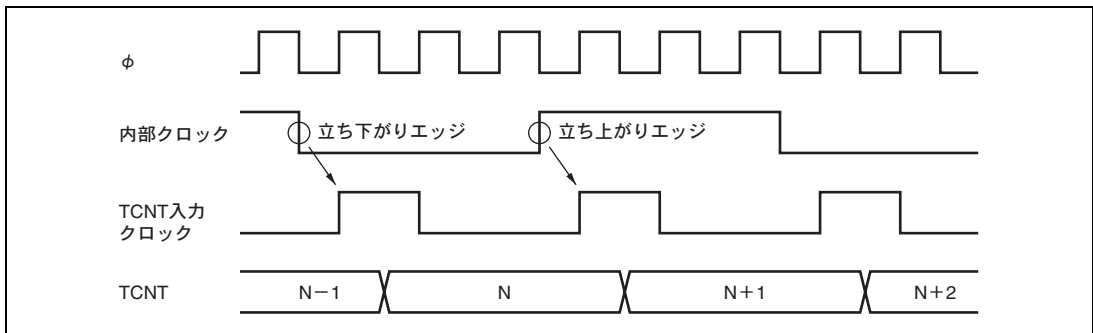 φ
内部クロック
立ち下がりエッジ
立ち上がりエッジ
TCNT入力
クロック
TCNT
N−1
N
N+1
N+2